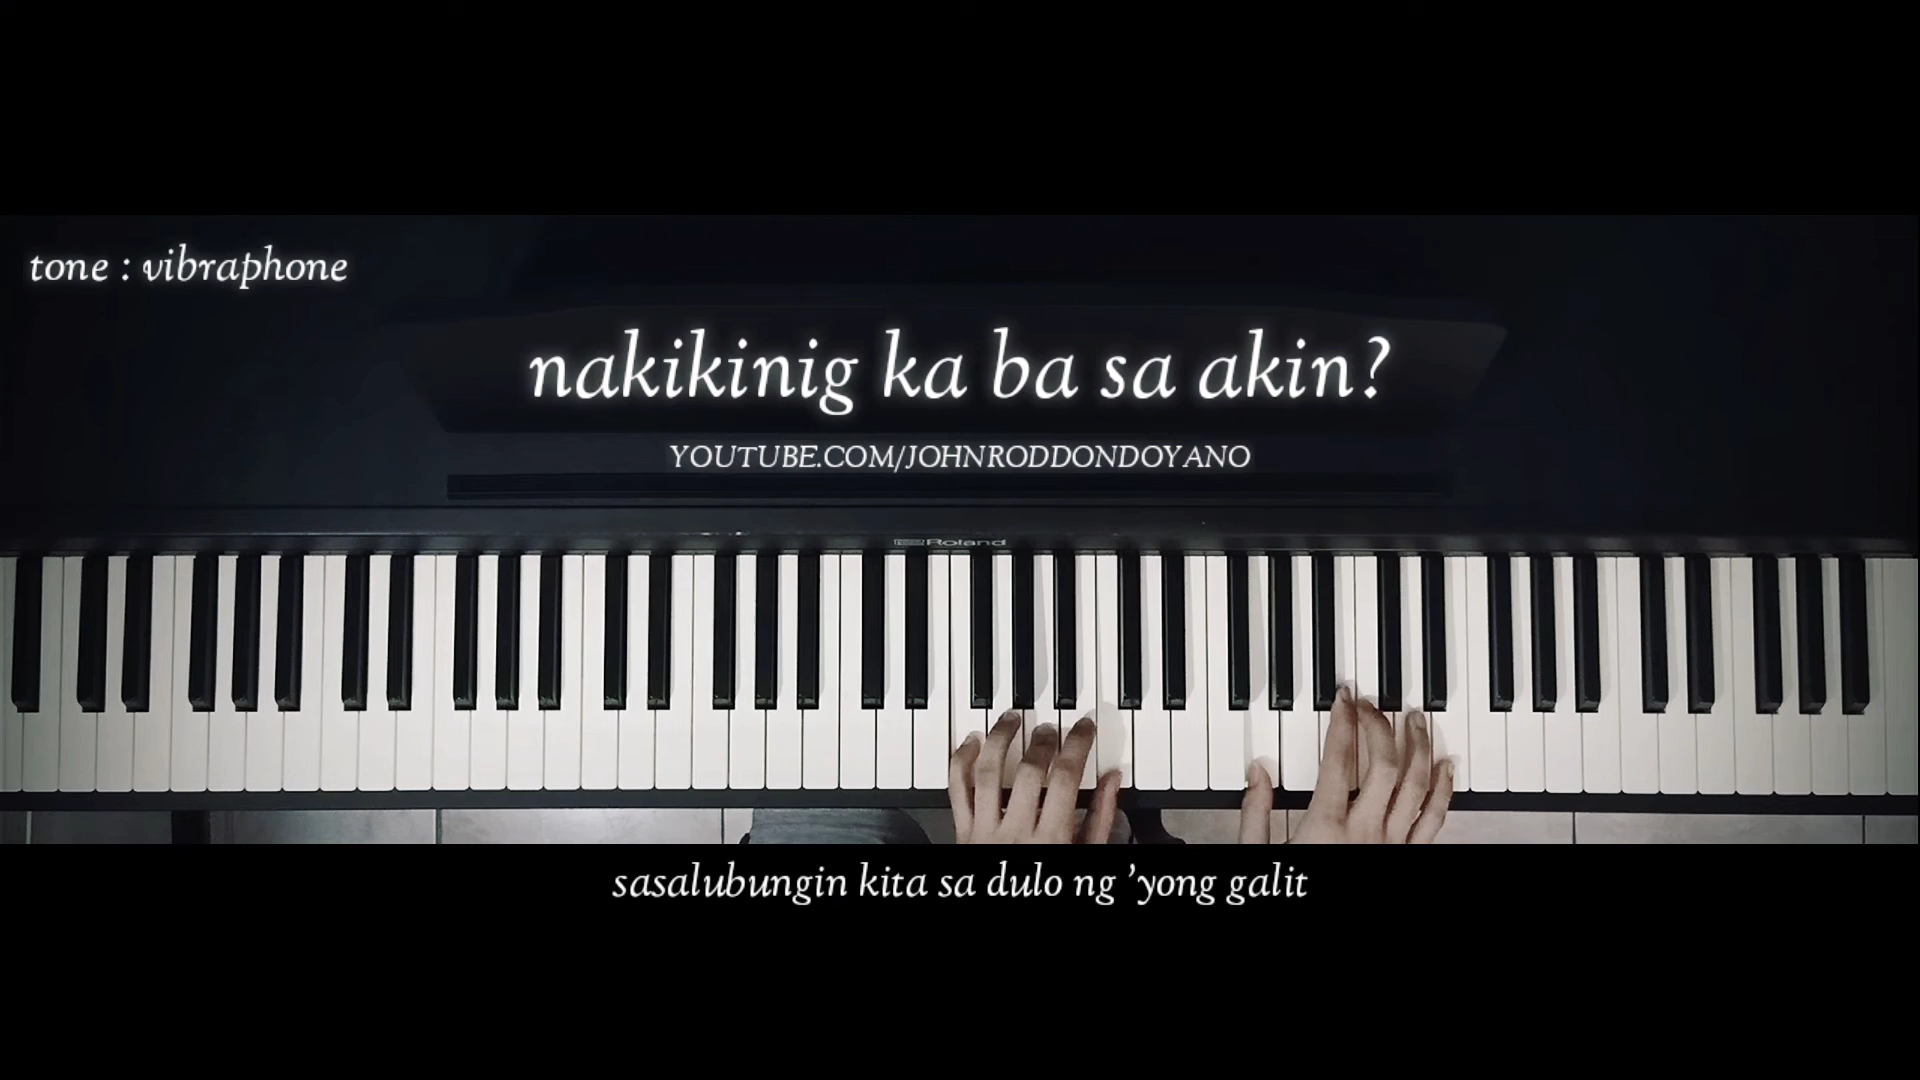 tone : vibraphone
nakikinig ka ba sa akin?
YOUTUBE.COM/JOHNRODDONDOYANO
Roland
sasalubungin kita sa dulo ng ’yong galit